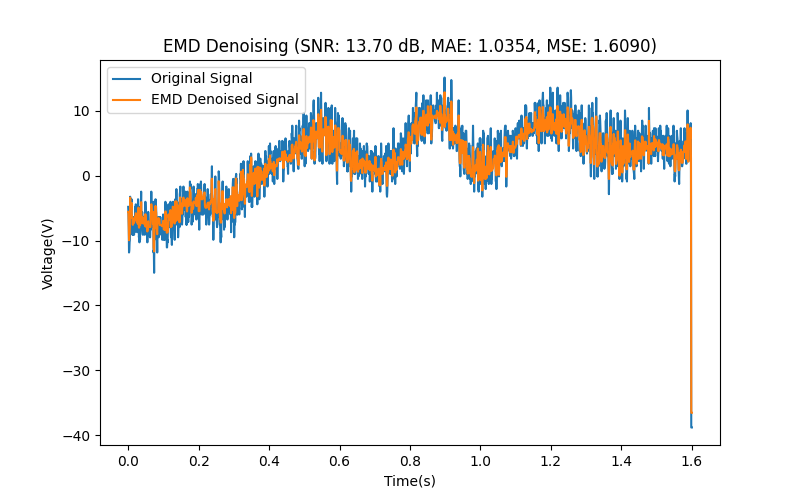 EMD Denoising (SNR: 13.70 dB, MAE: 1.0354, MSE: 1.6090)
Original Signal
EMD Denoised Signal
Voltage(V)
10
0
−10
−20
−30
−40
0.0 0.2 0.4 0.6 0.8 1.0 1.2 1.4 1.6
Time(s)